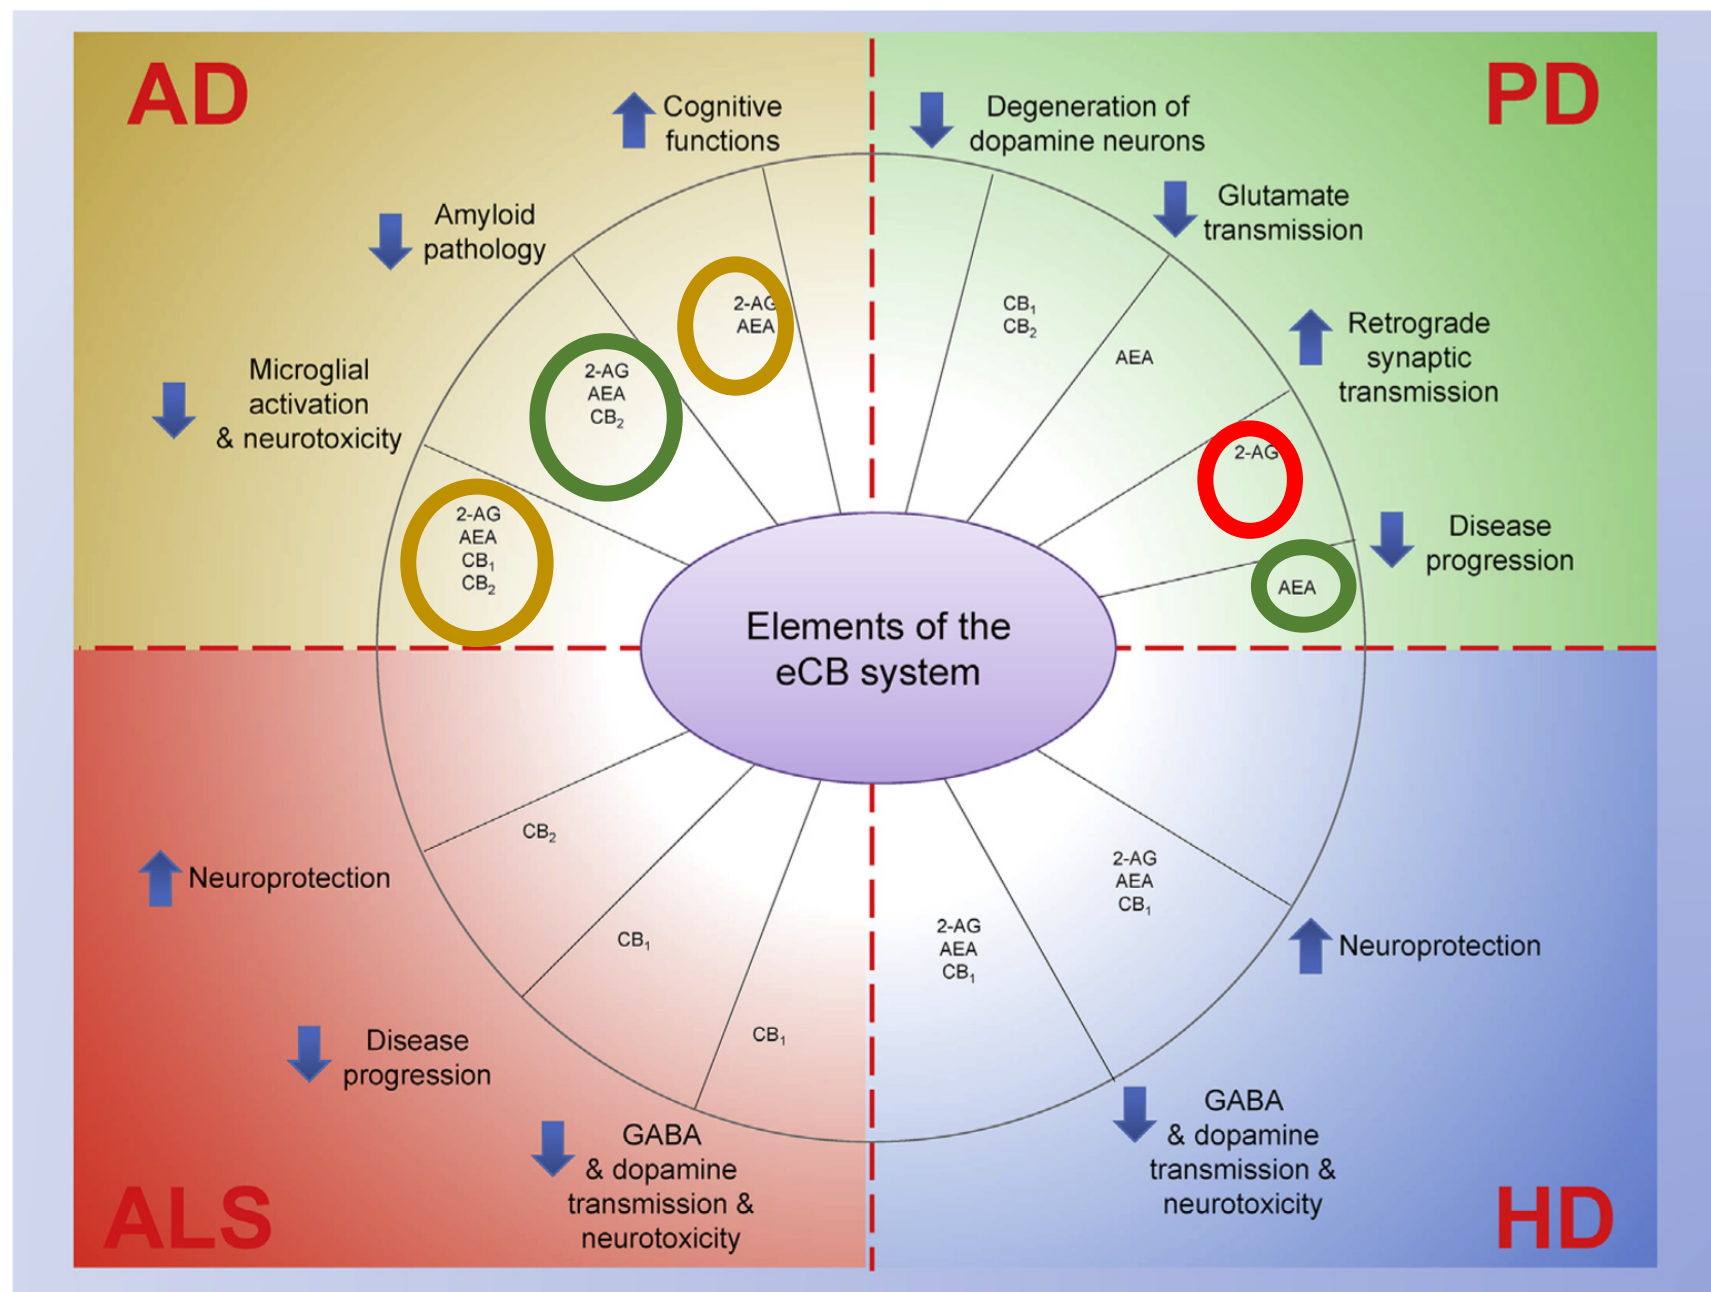 AD
Cognitive
functions
Amyloid
pathology
Microglial
activation
& neurotoxicity
2-AG
AEA
2-AG
AEA
CB₂
2-AG
AEA
CB₁
CB₂
PD
Degeneration of
dopamine neurons
Glutamate
transmission
Retrograde
synaptic
transmission
Disease
progression
CB₁
CB₂
AEA
2-AG
AEA
Elements of the
eCB system
CB₂
CB₁
CB₁
Neuroprotection
Disease
progression
GABA
& dopamine
transmission &
neurotoxicity
ALS
2-AG
AEA
CB₁
2-AG
AEA
CB₁
Neuroprotection
GABA
& dopamine
transmission &
neurotoxicity
HD